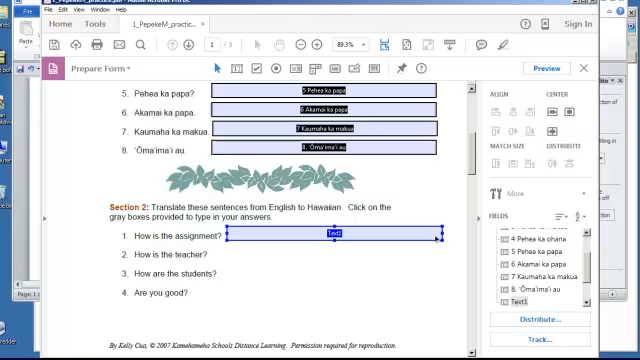 1_PepekeM_practice.pdf - Adobe Acrobat Pro DC
File Edit View Window Help
Home Tools 1_PepekeM_practic... × Sign In
1 / 3 89.3%
Prepare Form Preview
File
Paste
5. Pehea ka papa? 5 Pehea ka papa
6. Akamai ka papa. 6 Akamai ka papa
7. Kaumaha ka makua. 7 Kaumaha ka makua
8. ʻŌmaʻimaʻi au. 8. ʻŌmaʻimaʻi au
Section 2: Translate these sentences from English to Hawaiian. Click on the
gray boxes provided to type in your answers.
1. How is the assignment? Text1
2. How is the teacher?
3. How are the students?
4. Are you good?
By Kelly Cua, © 2007 Kamehameha Schools Distance Learning. Permission required for reproduction.
ALIGN CENTER
MATCH SIZE DISTRIBUTE
More
FIELDS
4 Pehea ka ohana
5 Pehea ka papa
6 Akamai ka papa
7 Kaumaha ka makua
8. ʻŌmaʻimaʻi au
Text1
Distribute...
Track...
Page: 1